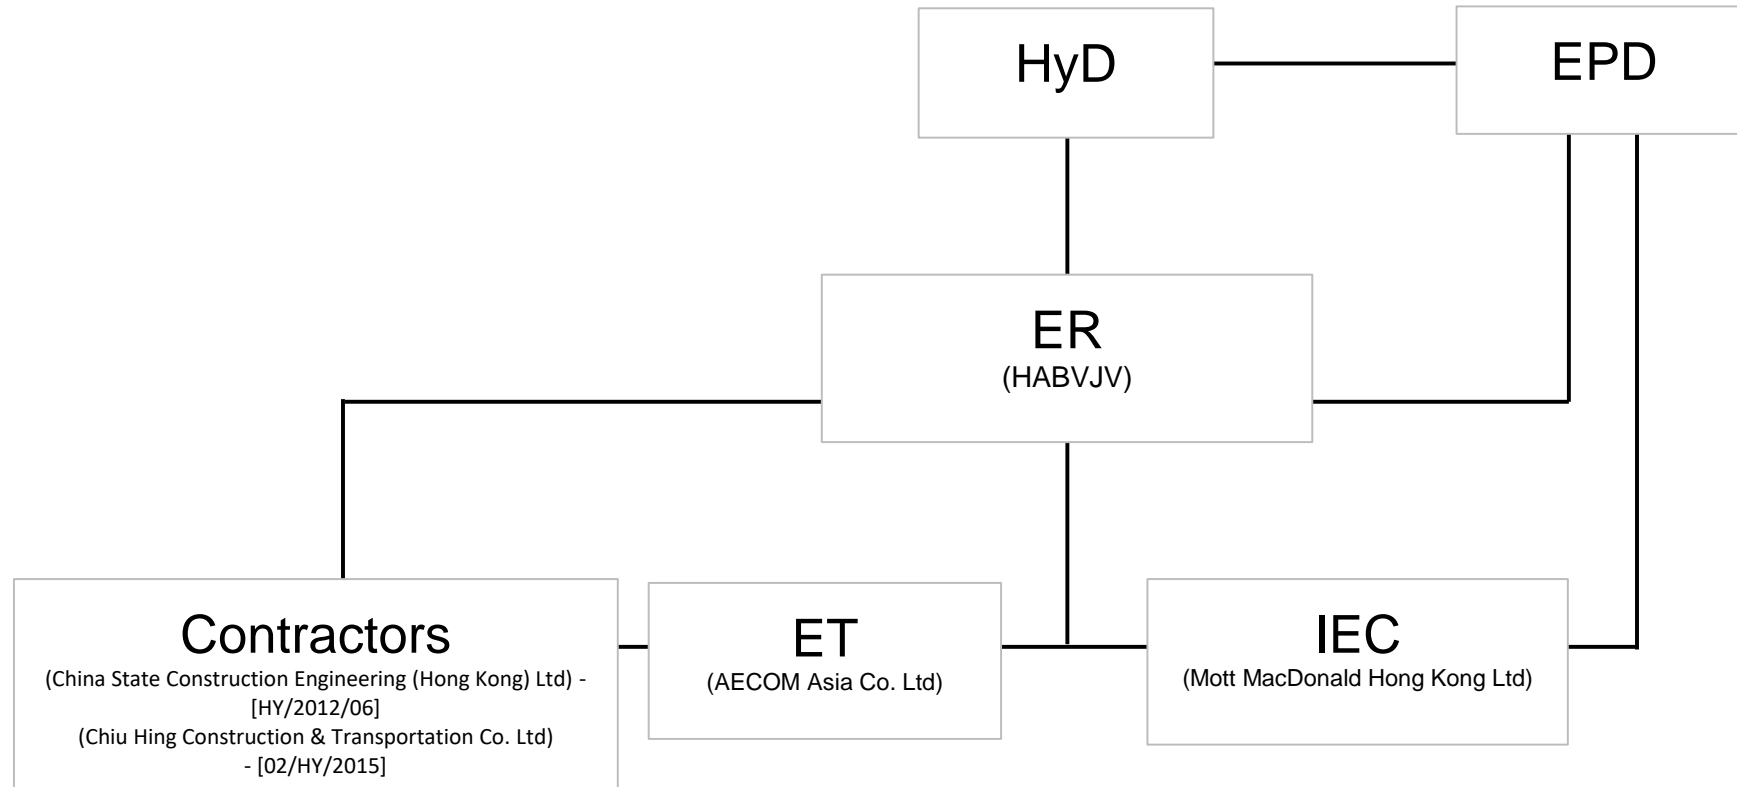 HyD
EPD
ER
(HABVJV)
Contractors
(China State Construction Engineering (Hong Kong) Ltd) -
[HY/2012/06]
(Chiu Hing Construction & Transportation Co. Ltd)
- [02/HY/2015]
ET
(AECOM Asia Co. Ltd)
IEC
(Mott MacDonald Hong Kong Ltd)